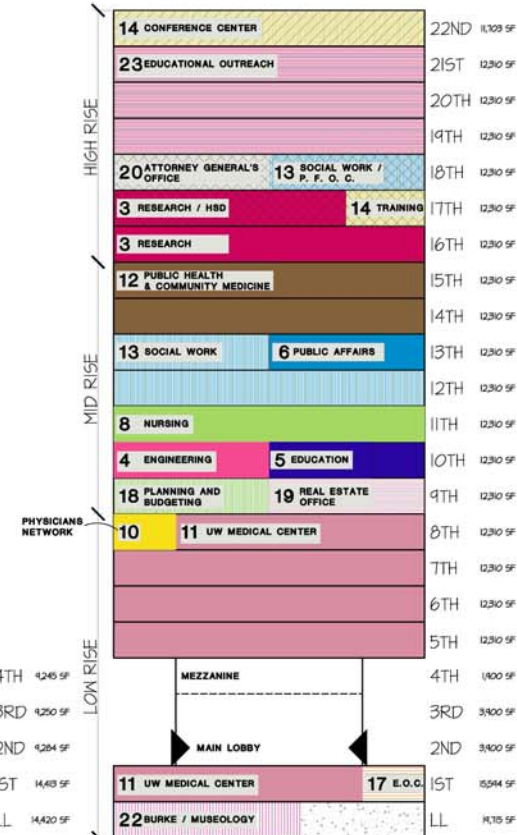 14 CONFERENCE CENTER 22ND 11,703 SF
23 EDUCATIONAL OUTREACH 21ST 12,310 SF
20TH 12,310 SF
19TH 12,310 SF
HIGH RISE
20 ATTORNEY GENERAL'S OFFICE 13 SOCIAL WORK / P. F. O. C. 18TH 12,310 SF
3 RESEARCH / HSD 14 TRAINING 17TH 12,310 SF
3 RESEARCH 16TH 12,310 SF
12 PUBLIC HEALTH & COMMUNITY MEDICINE 15TH 12,310 SF
14TH 12,310 SF
13 SOCIAL WORK 6 PUBLIC AFFAIRS 13TH 12,310 SF
MID RISE
12TH 12,310 SF
8 NURSING 11TH 12,310 SF
4 ENGINEERING 5 EDUCATION 10TH 12,310 SF
18 PLANNING AND BUDGETING 19 REAL ESTATE OFFICE 9TH 12,310 SF
PHYSICIANS NETWORK
10 11 UW MEDICAL CENTER 8TH 12,310 SF
7TH 12,310 SF
6TH 12,310 SF
5TH 12,310 SF
LOW RISE
4TH 9,245 SF MEZZANINE 4TH 1,900 SF
3RD 9,250 SF 3RD 3,900 SF
2ND 9,284 SF MAIN LOBBY 2ND 3,900 SF
1ST 14,413 SF 11 UW MEDICAL CENTER 17 E.O.C. 1ST 15,544 SF
LL 14,420 SF 22 BURKE / MUSEOLOGY LL 14,715 SF